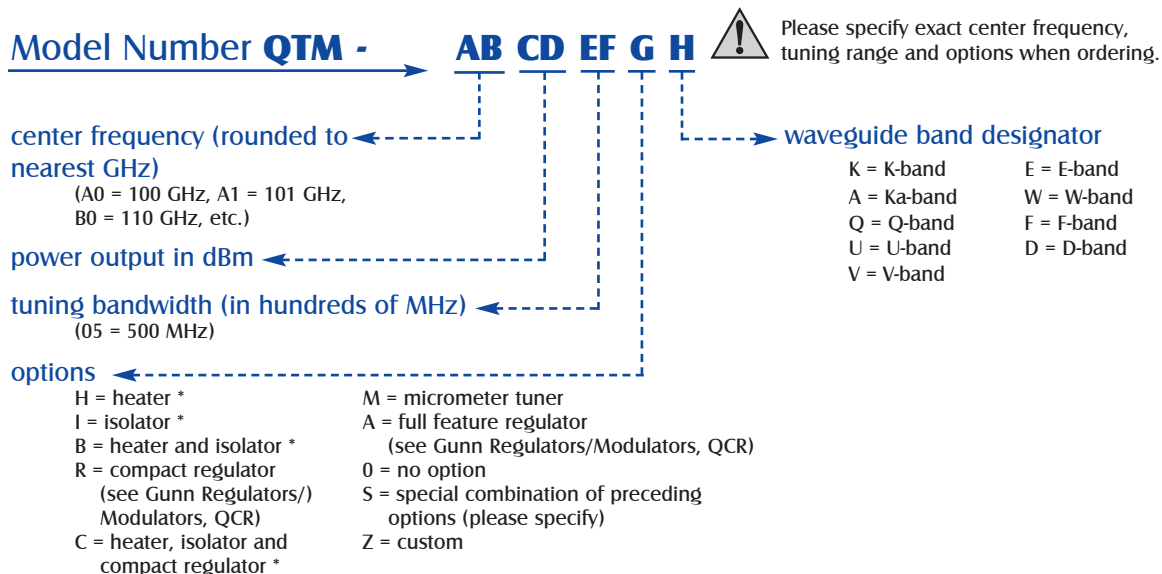 Model Number QTM - AB CD EF G H
Please specify exact center frequency,
tuning range and options when ordering.
center frequency (rounded to
nearest GHz)
(A0 = 100 GHz, A1 = 101 GHz,
B0 = 110 GHz, etc.)
power output in dBm
tuning bandwidth (in hundreds of MHz)
(05 = 500 MHz)
options
H = heater *
I = isolator *
B = heater and isolator *
R = compact regulator
(see Gunn Regulators/)
Modulators, QCR)
C = heater, isolator and
compact regulator *
M = micrometer tuner
A = full feature regulator
(see Gunn Regulators/Modulators, QCR)
0 = no option
S = special combination of preceding
options (please specify)
Z = custom
waveguide band designator
K = K-band
A = Ka-band
Q = Q-band
U = U-band
V = V-band
E = E-band
W = W-band
F = F-band
D = D-band